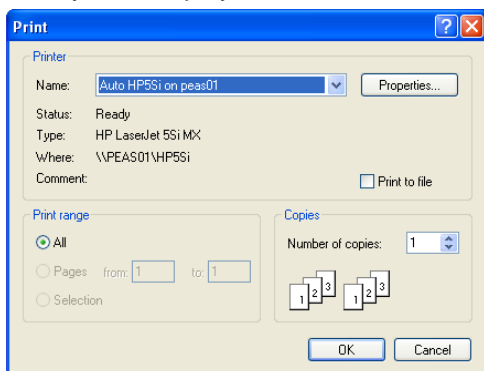 Print
Printer
Name: Auto HP5Si on peas01 Properties...
Status: Ready
Type: HP LaserJet 5Si MX
Where: \\PEAS01\HP5Si
Comment: Print to file
Print range
All
Pages from: 1 to: 1
Selection
Copies
Number of copies: 1
1 2 3 1 2 3
OK Cancel